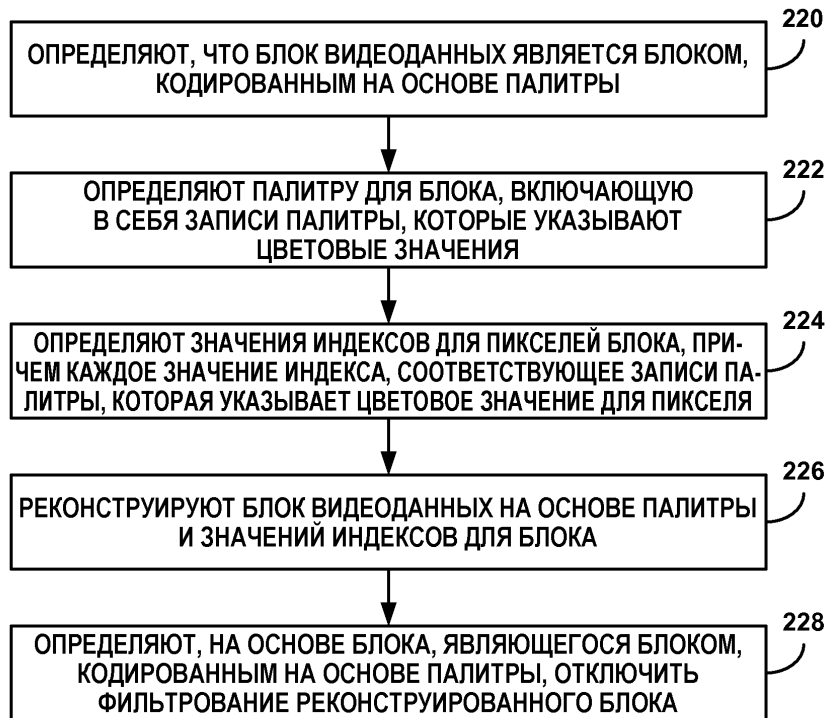 220
ОПРЕДЕЛЯЮТ, ЧТО БЛОК ВИДЕОДАННЫХ ЯВЛЯЕТСЯ БЛОКОМ,
КОДИРОВАННЫМ НА ОСНОВЕ ПАЛИТРЫ
222
ОПРЕДЕЛЯЮТ ПАЛИТРУ ДЛЯ БЛОКА, ВКЛЮЧАЮЩУЮ
В СЕБЯ ЗАПИСИ ПАЛИТРЫ, КОТОРЫЕ УКАЗЫВАЮТ
ЦВЕТОВЫЕ ЗНАЧЕНИЯ
224
ОПРЕДЕЛЯЮТ ЗНАЧЕНИЯ ИНДЕКСОВ ДЛЯ ПИКСЕЛЕЙ БЛОКА, ПРИ-
ЧЕМ КАЖДОЕ ЗНАЧЕНИЕ ИНДЕКСА, СООТВЕТСТВУЮЩЕЕ ЗАПИСИ ПА-
ЛИТРЫ, КОТОРАЯ УКАЗЫВАЕТ ЦВЕТОВОЕ ЗНАЧЕНИЕ ДЛЯ ПИКСЕЛЯ
226
РЕКОНСТРУИРУЮТ БЛОК ВИДЕОДАННЫХ НА ОСНОВЕ ПАЛИТРЫ
И ЗНАЧЕНИЙ ИНДЕКСОВ ДЛЯ БЛОКА
228
ОПРЕДЕЛЯЮТ, НА ОСНОВЕ БЛОКА, ЯВЛЯЮЩЕГОСЯ БЛОКОМ,
КОДИРОВАННЫМ НА ОСНОВЕ ПАЛИТРЫ, ОТКЛЮЧИТЬ
ФИЛЬТРОВАНИЕ РЕКОНСТРУИРОВАННОГО БЛОКА